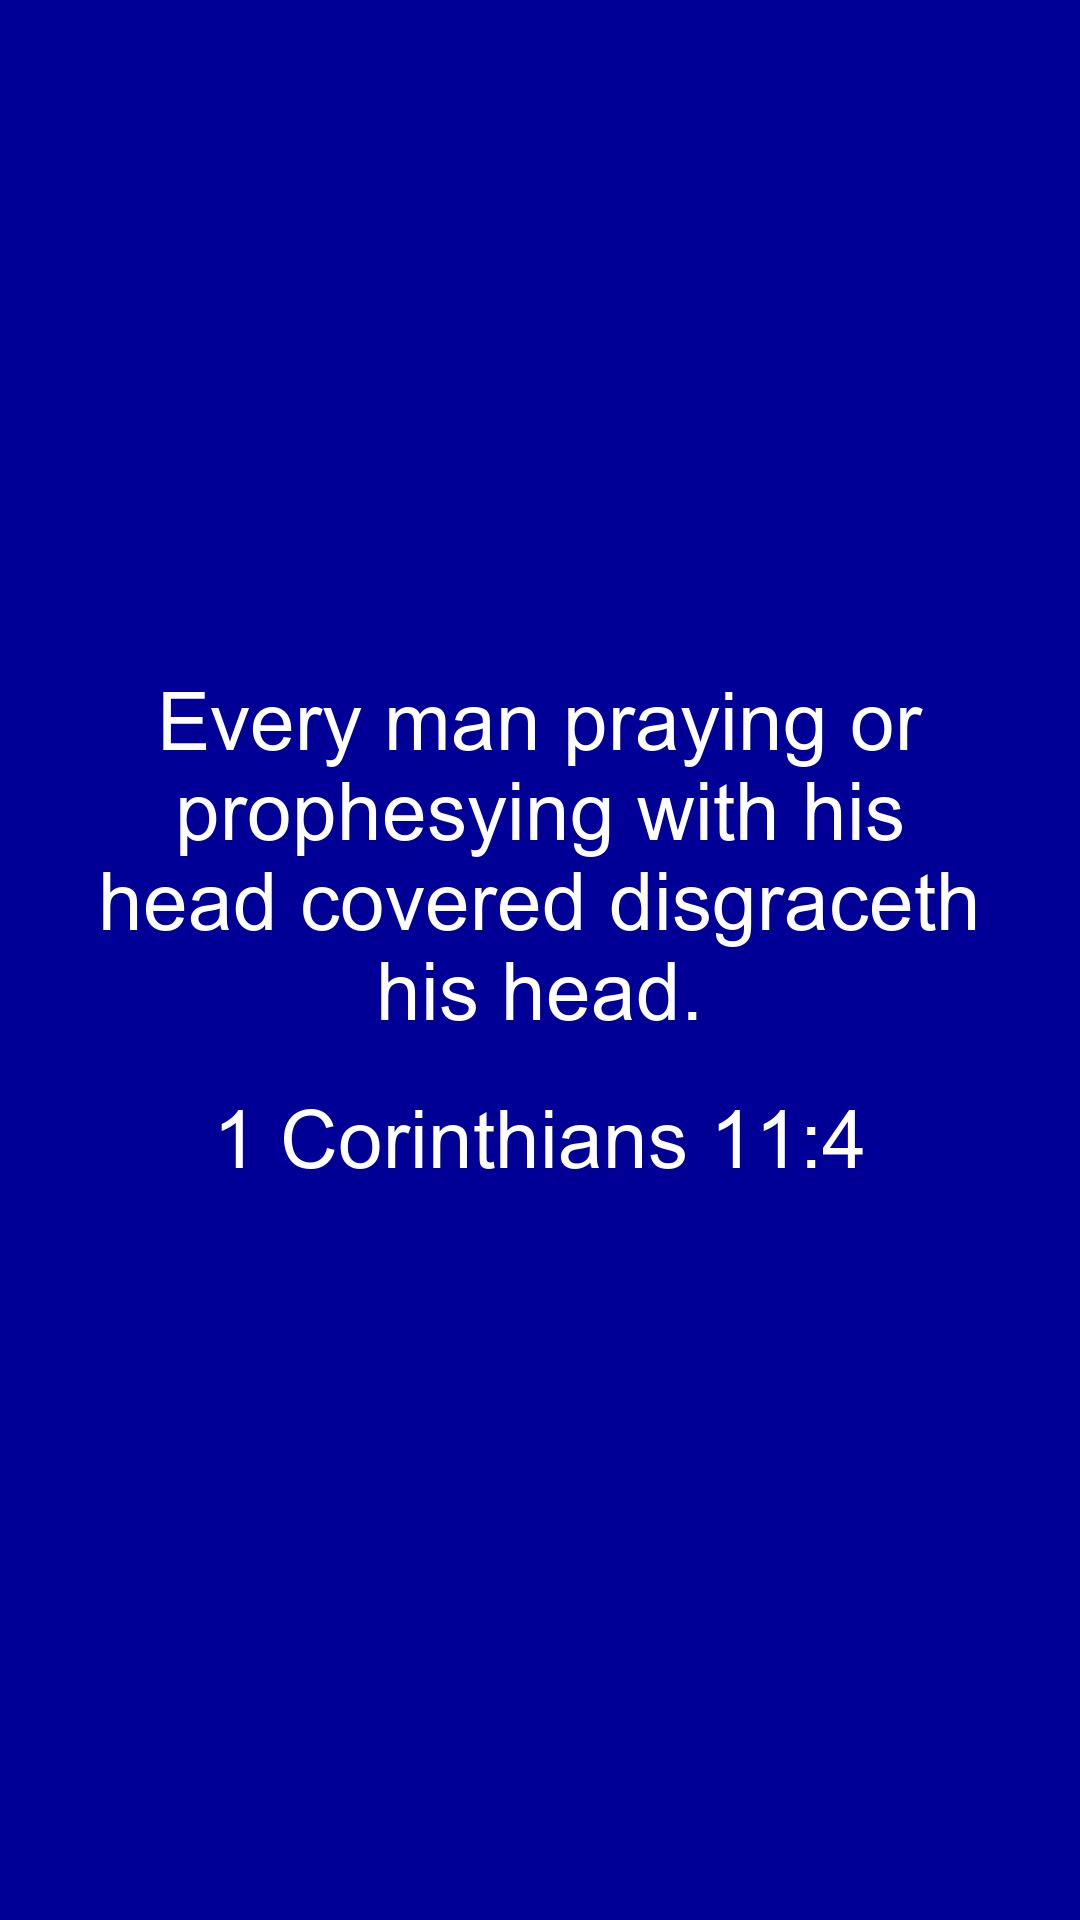 Every man praying or
prophesying with his
head covered disgraceth
his head.
1 Corinthians 11:4